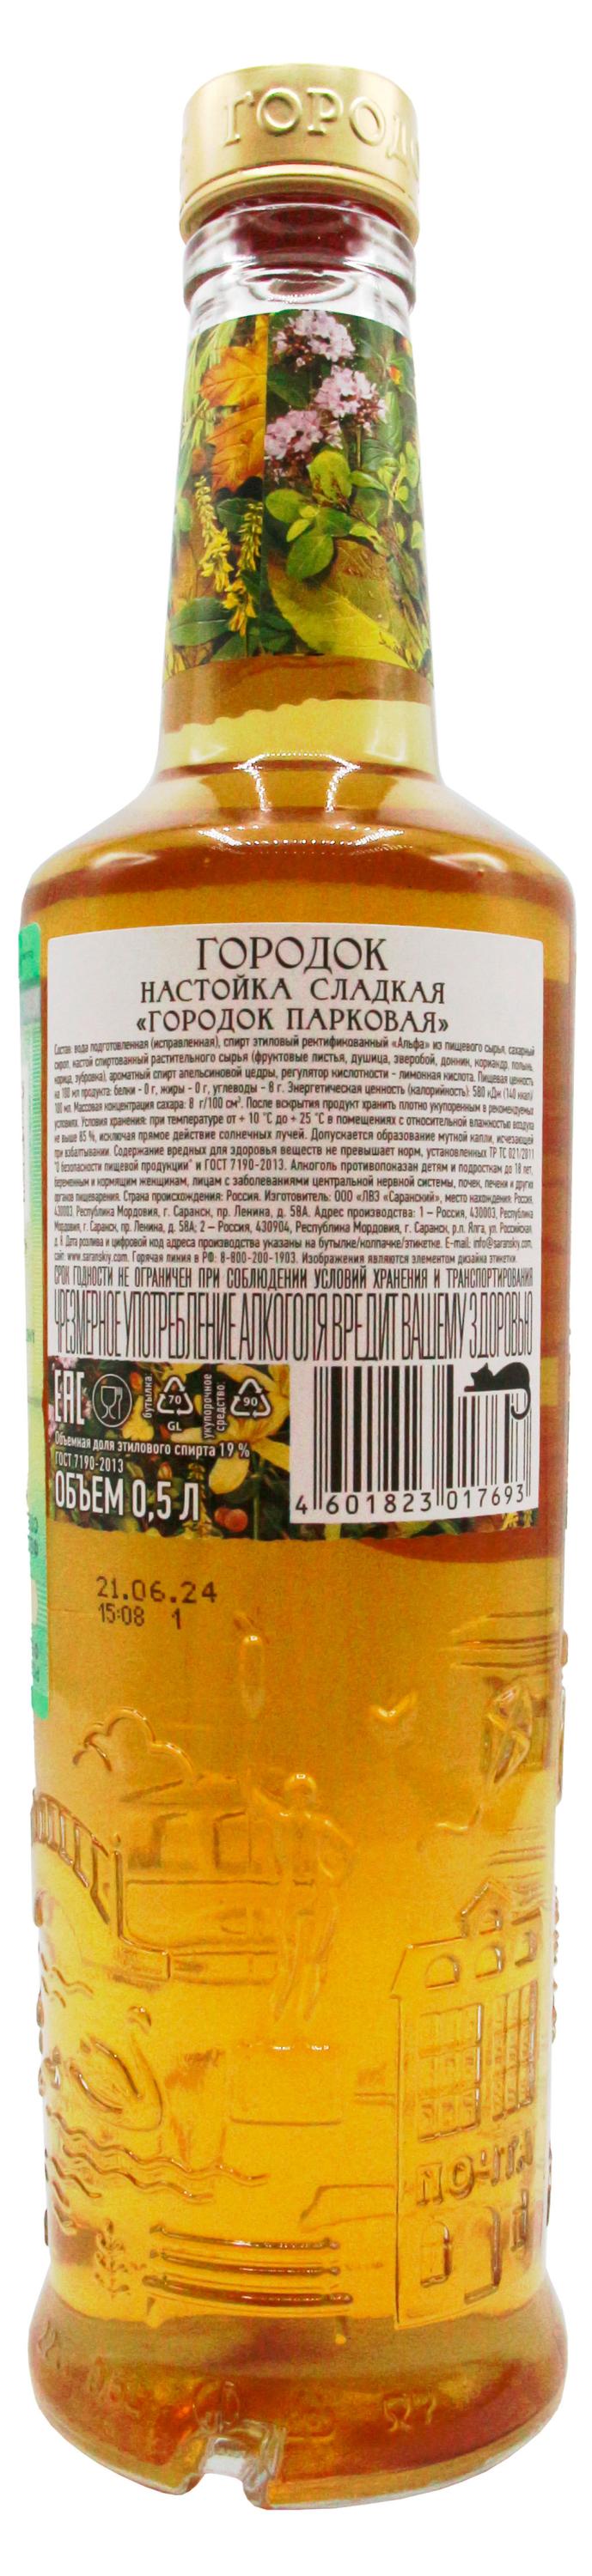 ГОРОД
ГОРОДОК
НАСТОЙКА СЛАДКАЯ
«ГОРОДОК ПАРКОВАЯ»
Состав: вода подготовленная (исправленная), спирт этиловый ректификованный «Альфа» из пищевого сырья, сахарный
сироп, настой спиртованный растительного сырья (фруктовые листья, душица, зверобой, донник, кориандр, полынь,
корица, зубровка), ароматный спирт апельсиновой цедры, регулятор кислотности - лимонная кислота. Пищевая ценность
на 100 мл продукта: белки - 0 г, жиры - 0 г, углеводы - 8 г. Энергетическая ценность (калорийность): 580 кДж (140 ккал)/
100 мл. Массовая концентрация сахара: 8 г/100 см³. После вскрытия продукт хранить плотно укупоренным в рекомендуемых
условиях. Условия хранения: при температуре от + 10 °С до + 25 °С в помещениях с относительной влажностью воздуха
не выше 85 %, исключая прямое действие солнечных лучей. Допускается образование мутной капли, исчезающей
при взбалтывании. Содержание вредных для здоровья веществ не превышает норм, установленных ТР ТС 021/2011
"О безопасности пищевой продукции" и ГОСТ 7190-2013. Алкоголь противопоказан детям и подросткам до 18 лет,
беременным и кормящим женщинам, лицам с заболеваниями центральной нервной системы, почек, печени и других
органов пищеварения. Страна происхождения: Россия. Изготовитель: ООО «ЛВЗ «Саранский», место нахождения: Россия,
430003, Республика Мордовия, г. Саранск, пр. Ленина, д. 58А. Адрес производства: 1 – Россия, 430003, Республика
Мордовия, г. Саранск, пр. Ленина, д. 58А; 2 – Россия, 430904, Республика Мордовия, г. Саранск, р.п. Ялга, ул. Российская,
Дата розлива и цифровой код адреса производства указаны на бутылке/колпачке/этикетке. E-mail: info@saransky.com,
сайт: www.saransky.com. Горячая линия в РФ: 8-800-200-1903. Изображения являются элементом дизайна этикетки
СРОК ГОДНОСТИ НЕ ОГРАНИЧЕН ПРИ СОБЛЮДЕНИИ УСЛОВИЙ ХРАНЕНИЯ И ТРАНСПОРТИРОВАНИЯ
ЧРЕЗМЕРНОЕ УПОТРЕБЛЕНИЕ АЛКОГОЛЯ ВРЕДИТ ВАШЕМУ ЗДОРОВЬЮ
EAC
бутылка:
70
GL
укупорочное
средство:
90
Объемная доля этилового спирта 19 %
ГОСТ 7190-2013
ОБЪЕМ 0,5 Л
4 601823 017693
21.06.24
15:08 1
ПОЧТА